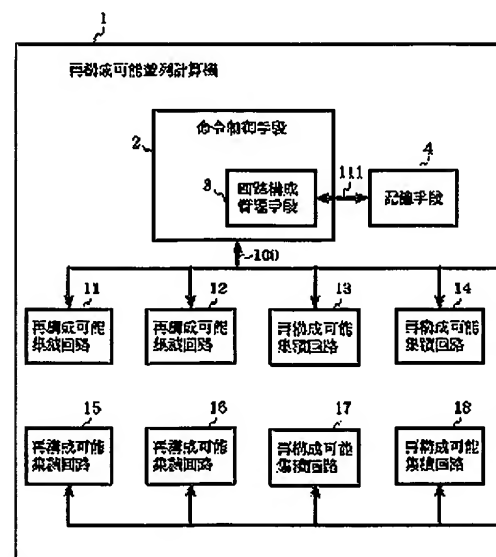 1
再構成可能並列計算機
2
命令制御手段
3
回路構成
管理手段
111
4
記憶手段
100
11
再構成可能
集積回路
12
再構成可能
集積回路
13
再構成可能
集積回路
14
再構成可能
集積回路
15
再構成可能
集積回路
16
再構成可能
集積回路
17
再構成可能
集積回路
18
再構成可能
集積回路